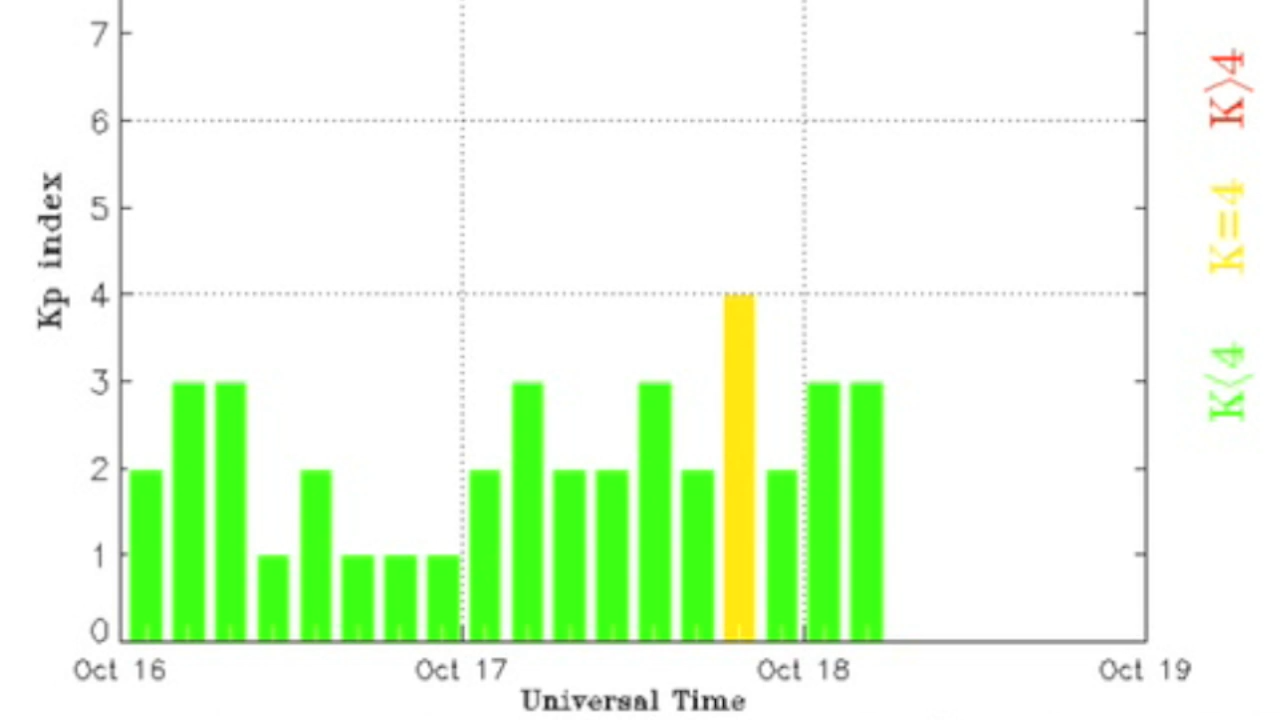 7
6
5
4
3
2
1
0
Kp index
Oct 16
Oct 17
Oct 18
Oct 19
Universal Time
K>4
K=4
K<4